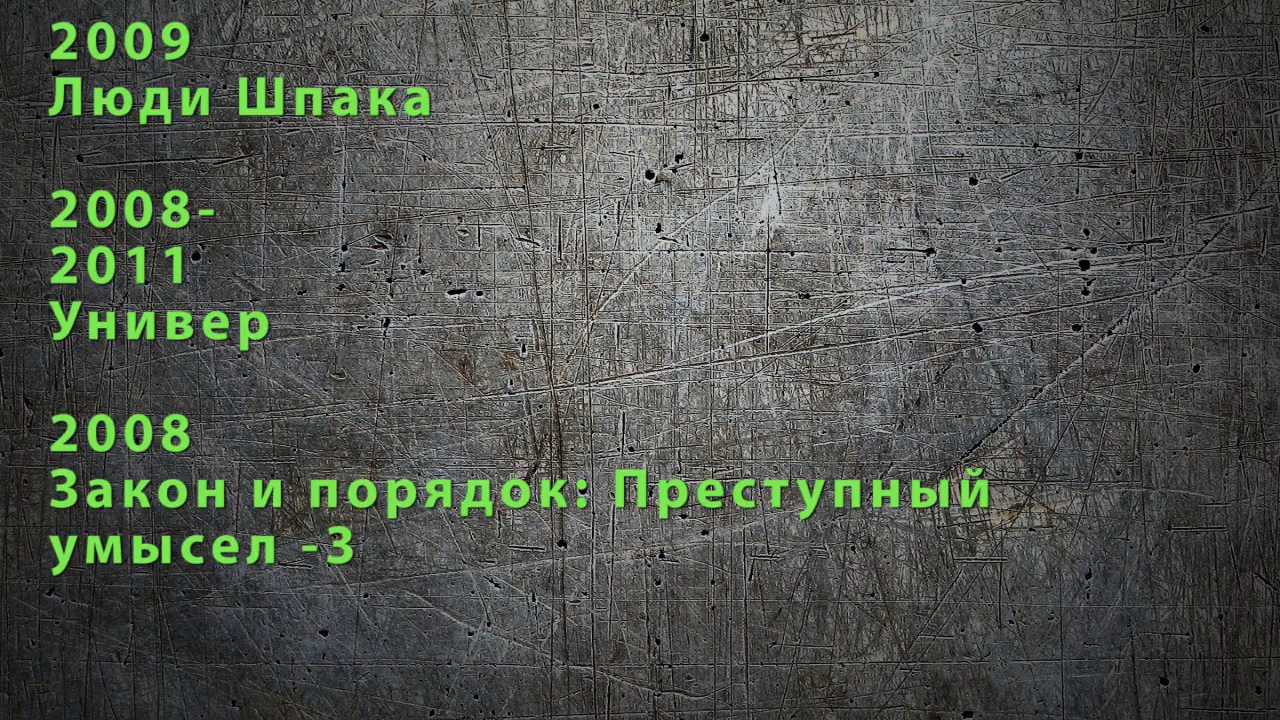 2009
Люди Шпака
2008-
2011
Универ
2008
Закон и порядок: Преступный
умысел -3